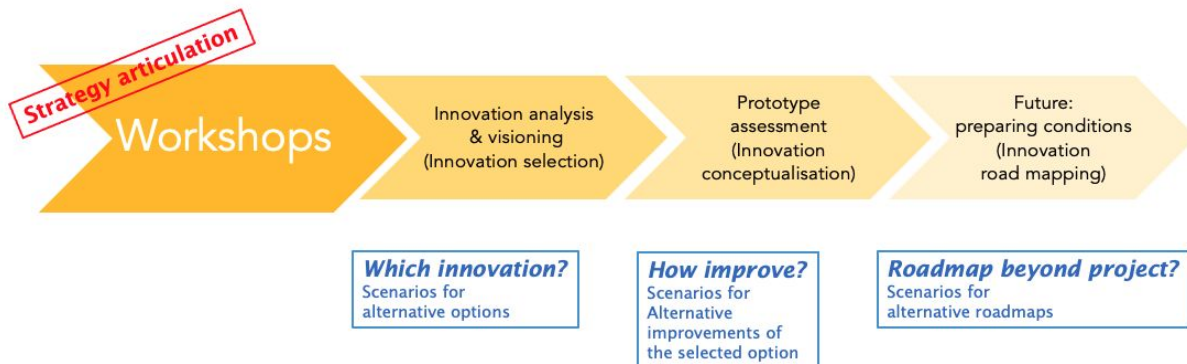 Strategy articulation
Workshops
Innovation analysis
& visioning
(Innovation selection)
Prototype
assessment
(Innovation
conceptualisation)
Future:
preparing conditions
(Innovation
road mapping)
Which innovation?
Scenarios for
alternative options
How improve?
Scenarios for
Alternative
improvements of
the selected option
Roadmap beyond project?
Scenarios for
alternative roadmaps